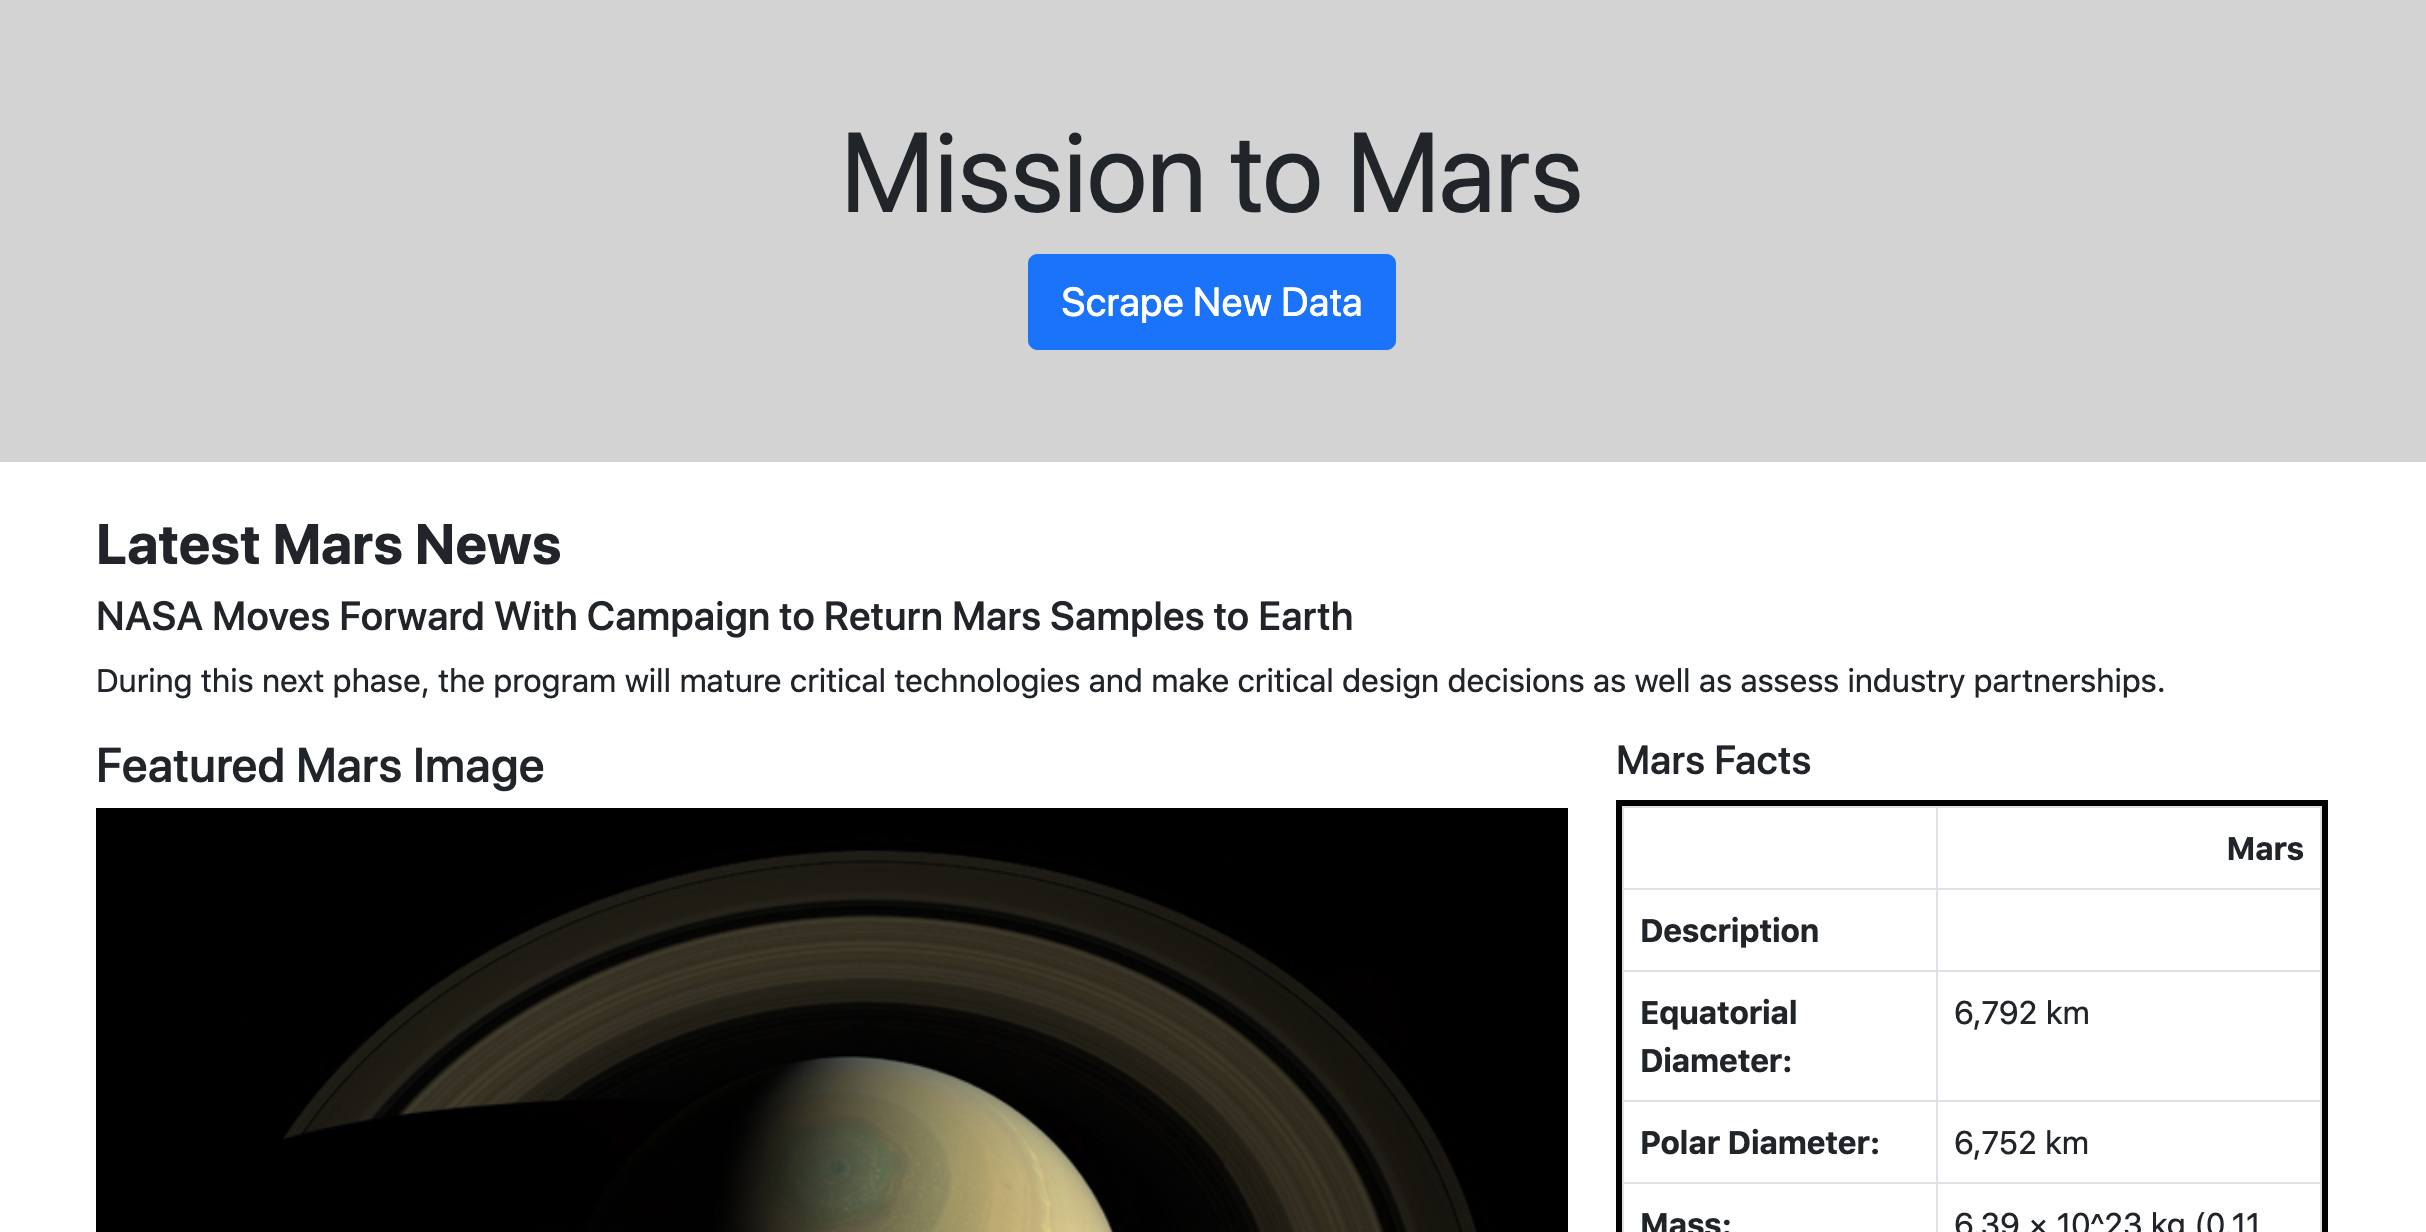 Mission to Mars
Scrape New Data
Latest Mars News
NASA Moves Forward With Campaign to Return Mars Samples to Earth
During this next phase, the program will mature critical technologies and make critical design decisions as well as assess industry partnerships.
Featured Mars Image
Mars Facts
Mars
Description
Equatorial 6,792 km
Diameter:
Polar Diameter: 6,752 km
Mass: 6.39 × 10^23 kg (0.11